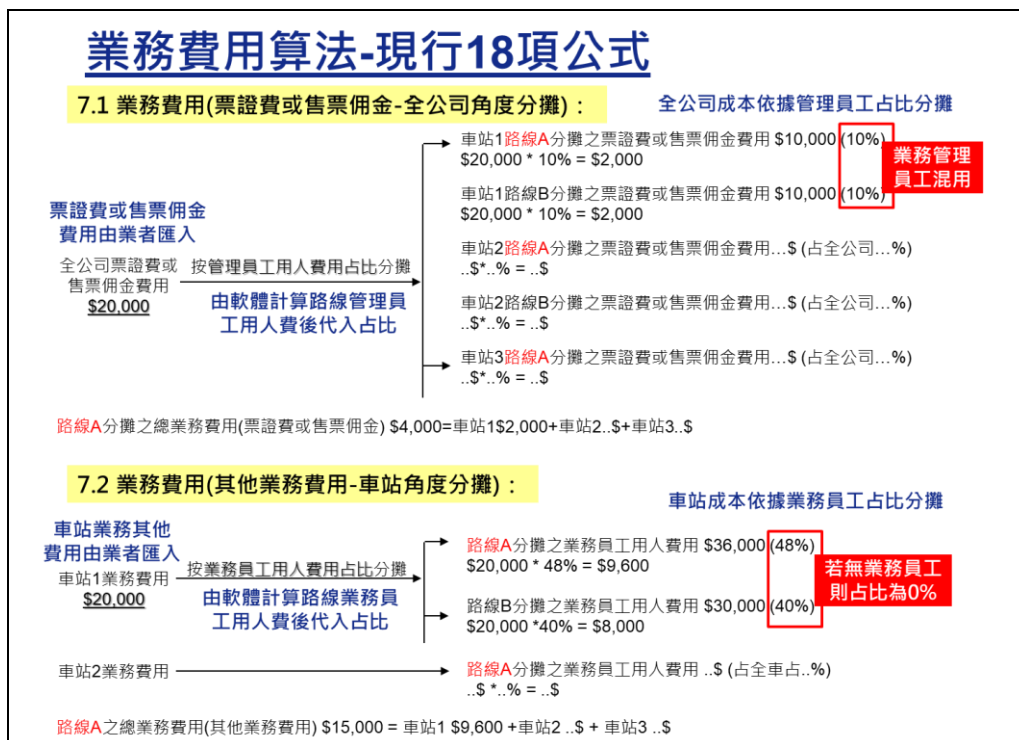 業務費用算法-現行18項公式
7.1 業務費用(票證費或售票佣金-全公司角度分攤)：
全公司成本依據管理員工占比分攤
車站1路線A分攤之票證費或售票佣金費用 $10,000 (10%)
$20,000 * 10% = $2,000
業務管理
員工混用
車站1路線B分攤之票證費或售票佣金費用 $10,000 (10%)
$20,000 * 10% = $2,000
票證費或售票佣金
費用由業者匯入
全公司票證費或
售票佣金費用
$20,000
按管理員工用人費用占比分攤
由軟體計算路線管理員
工用人費後代入占比
車站2路線A分攤之票證費或售票佣金費用...$ (占全公司...%)
..$*..% = ..$
車站2路線B分攤之票證費或售票佣金費用...$ (占全公司...%)
..$*..% = ..$
車站3路線A分攤之票證費或售票佣金費用...$ (占全公司...%)
..$*..% = ..$
路線A分攤之總業務費用(票證費或售票佣金) $4,000=車站1$2,000+車站2..$+車站3..$
7.2 業務費用(其他業務費用-車站角度分攤)：
車站成本依據業務員工占比分攤
車站業務其他
費用由業者匯入
車站1業務費用
$20,000
按業務員工用人費用占比分攤
由軟體計算路線業務員
工用人費後代入占比
路線A分攤之業務員工用人費用 $36,000 (48%)
$20,000 * 48% = $9,600
路線B分攤之業務員工用人費用 $30,000 (40%)
$20,000 *40% = $8,000
若無業務員工
則占比為0%
車站2業務費用
路線A分攤之業務員工用人費用 ..$ (占全車占..%)
..$ *..% = ..$
路線A之總業務費用(其他業務費用) $15,000 = 車站1 $9,600 +車站2 ..$ + 車站3 ..$